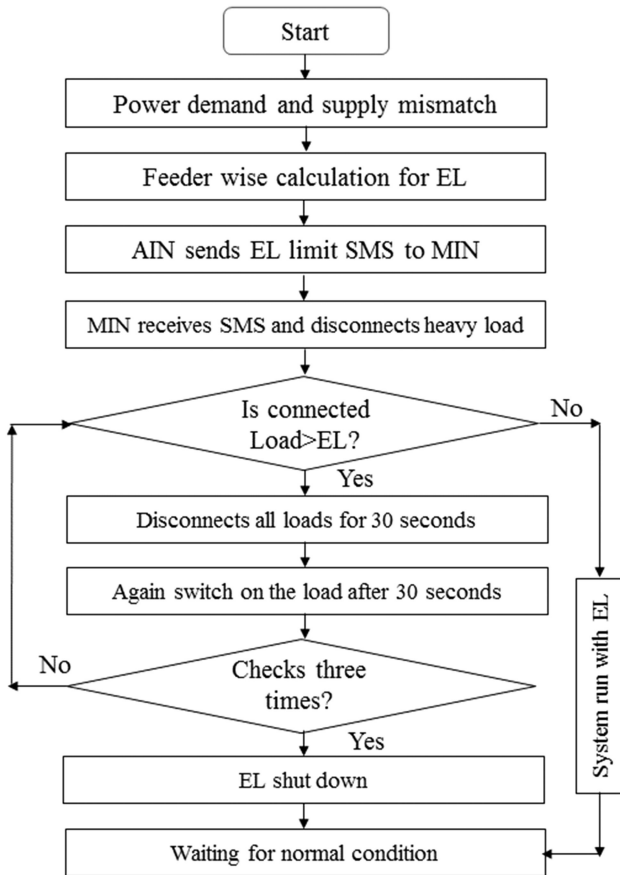 Start
Power demand and supply mismatch
Feeder wise calculation for EL
AIN sends EL limit SMS to MIN
MIN receives SMS and disconnects heavy load
Is connected
Load>EL?
No
Yes
Disconnects all loads for 30 seconds
Again switch on the load after 30 seconds
System run with EL
No
Checks three
times?
Yes
EL shut down
Waiting for normal condition